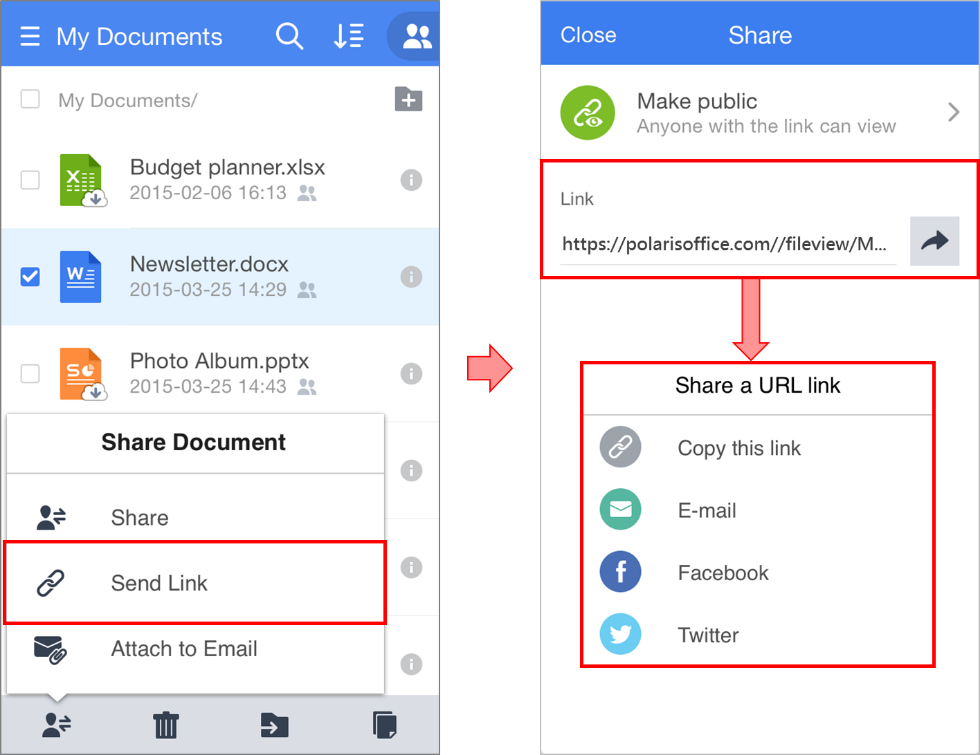 My Documents
My Documents/
Budget planner.xlsx
2015-02-06 16:13
Newsletter.docx
2015-03-25 14:29
Photo Album.pptx
2015-03-25 14:43
Share Document
Share
Send Link
Attach to Email
Close
Share
Make public
Anyone with the link can view
Link
https://polarisoffice.com//fileview/M...
Share a URL link
Copy this link
E-mail
Facebook
Twitter